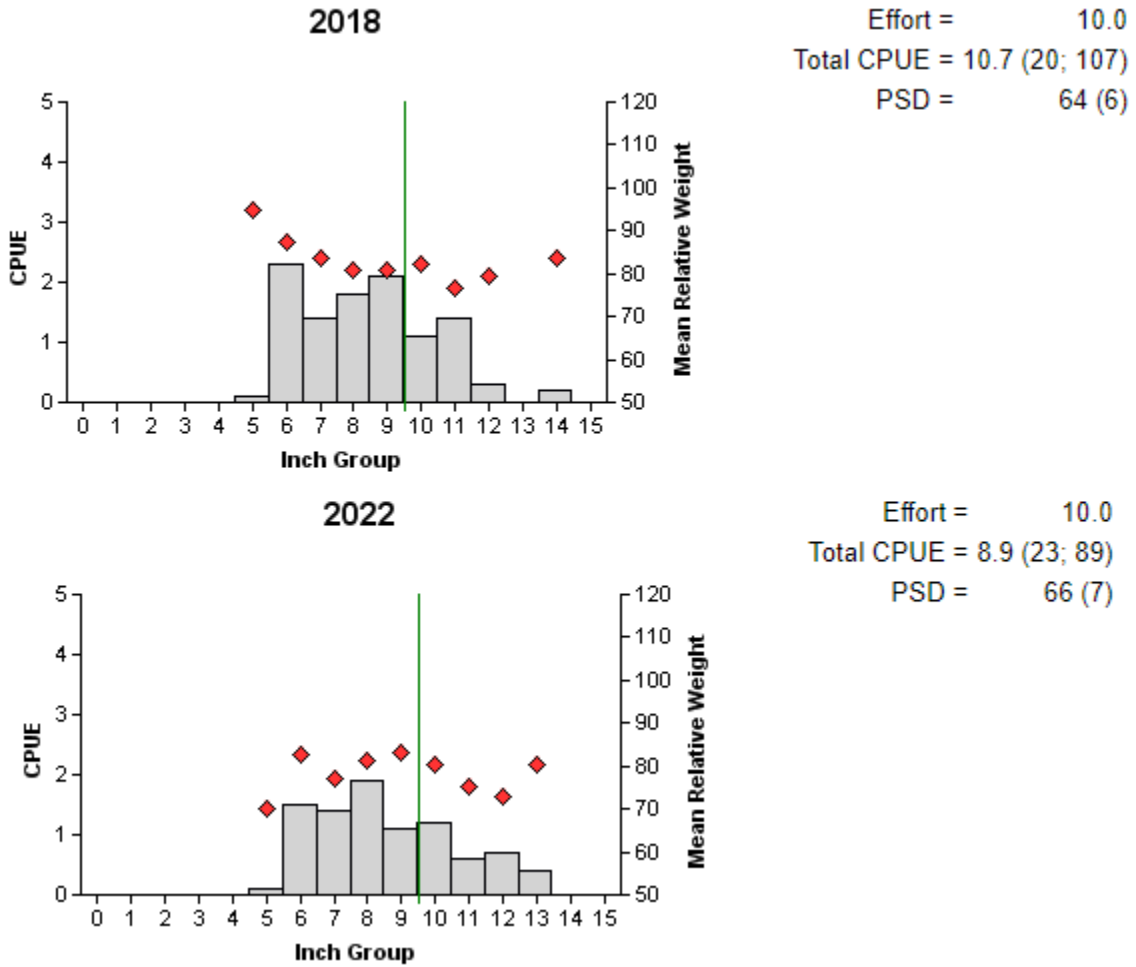 2018
Effort = 10.0
Total CPUE = 10.7 (20; 107)
PSD = 64 (6)
5
4
3
2
1
0
CPUE
120
110
100
90
80
70
60
50
Mean Relative Weight
0 1 2 3 4 5 6 7 8 9 10 11 12 13 14 15
Inch Group
2022
Effort = 10.0
Total CPUE = 8.9 (23; 89)
PSD = 66 (7)
5
4
3
2
1
0
CPUE
120
110
100
90
80
70
60
50
Mean Relative Weight
0 1 2 3 4 5 6 7 8 9 10 11 12 13 14 15
Inch Group